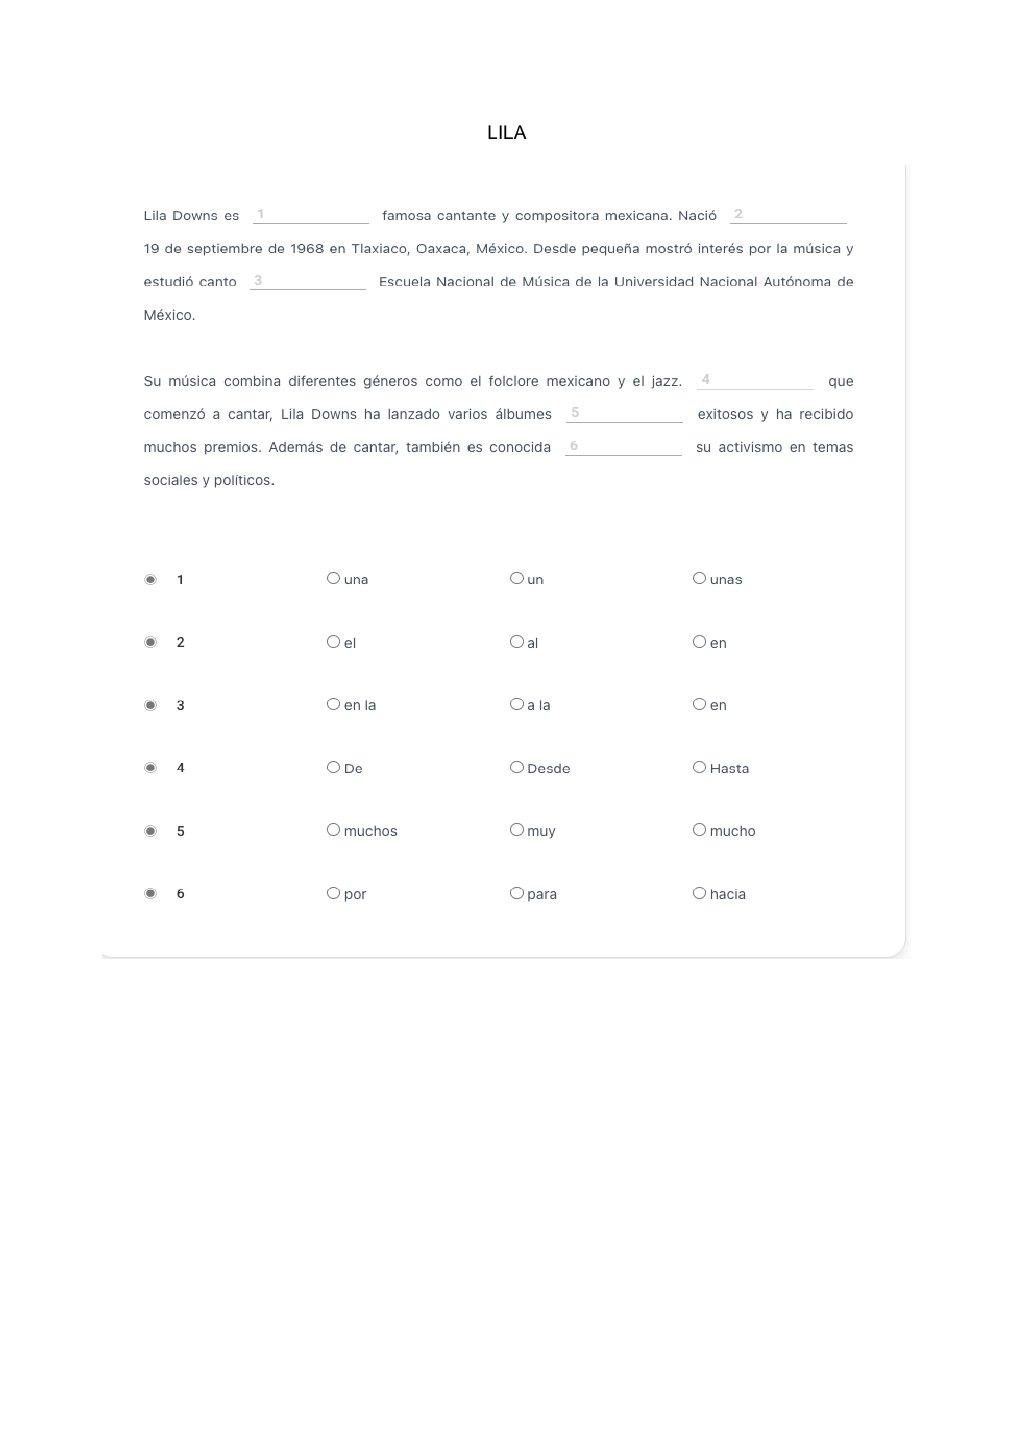 LILA
Lila Downs es 1 famosa cantante y compositora mexicana. Nació 2
19 de septiembre de 1968 en Tlaxiaco, Oaxaca, México. Desde pequeña mostró interés por la música y
estudió canto 3 Escuela Nacional de Música de la Universidad Nacional Autónoma de
México.
Su música combina diferentes géneros como el folclore mexicano y el jazz. 4 que
comenzó a cantar, Lila Downs ha lanzado varios álbumes 5 exitosos y ha recibido
muchos premios. Además de cantar, también es conocida 6 su activismo en temas
sociales y políticos.
1 una un unas
2 el al en
3 en la a la en
4 De Desde Hasta
5 muchos muy mucho
6 por para hacia